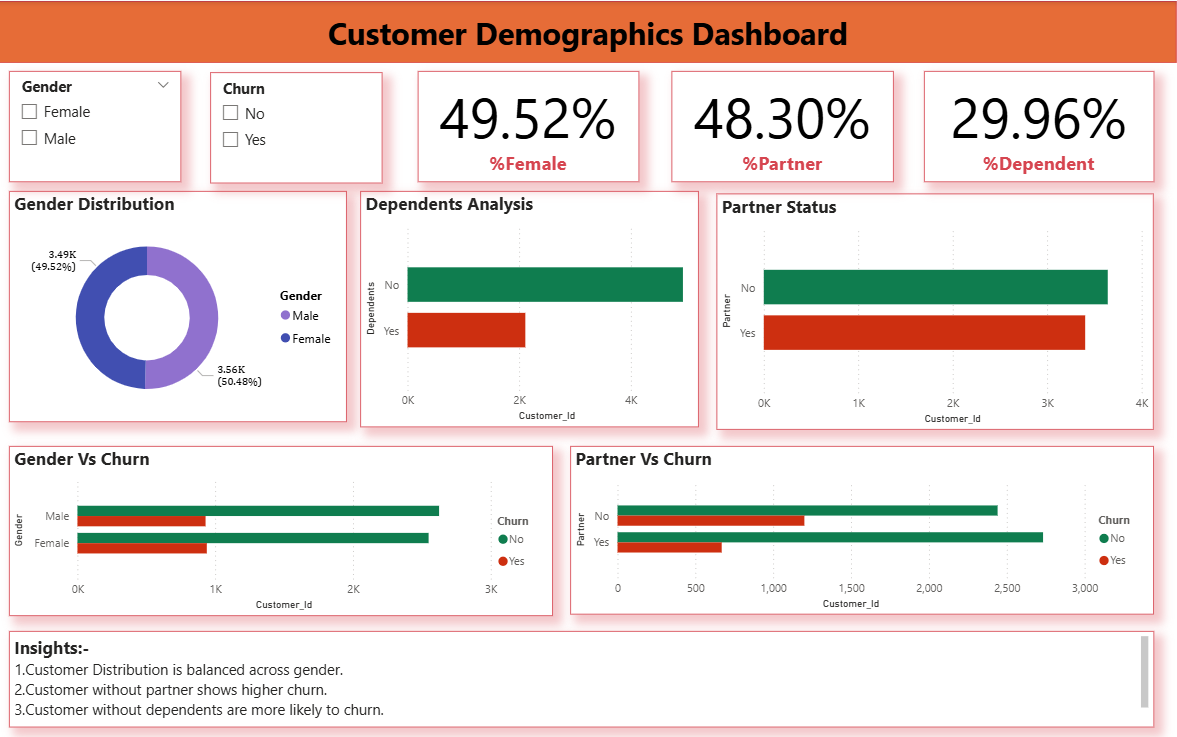 Customer Demographics Dashboard
Gender
Female
Male
Churn
No
Yes
49.52%
%Female
48.30%
%Partner
29.96%
%Dependent
Gender Distribution
3.49K
(49.52%)
3.56K
(50.48%)
Gender
Male
Female
Dependents Analysis
Dependents
No
Yes
0K 2K 4K
Customer_Id
Partner Status
Partner
No
Yes
0K 1K 2K 3K 4K
Customer_Id
Gender Vs Churn
Gender
Male
Female
0K 1K 2K 3K
Customer_Id
Churn
No
Yes
Partner Vs Churn
Partner
No
Yes
0 500 1,000 1,500 2,000 2,500 3,000
Customer_Id
Churn
No
Yes
Insights:-
1.Customer Distribution is balanced across gender.
2.Customer without partner shows higher churn.
3.Customer without dependents are more likely to churn.